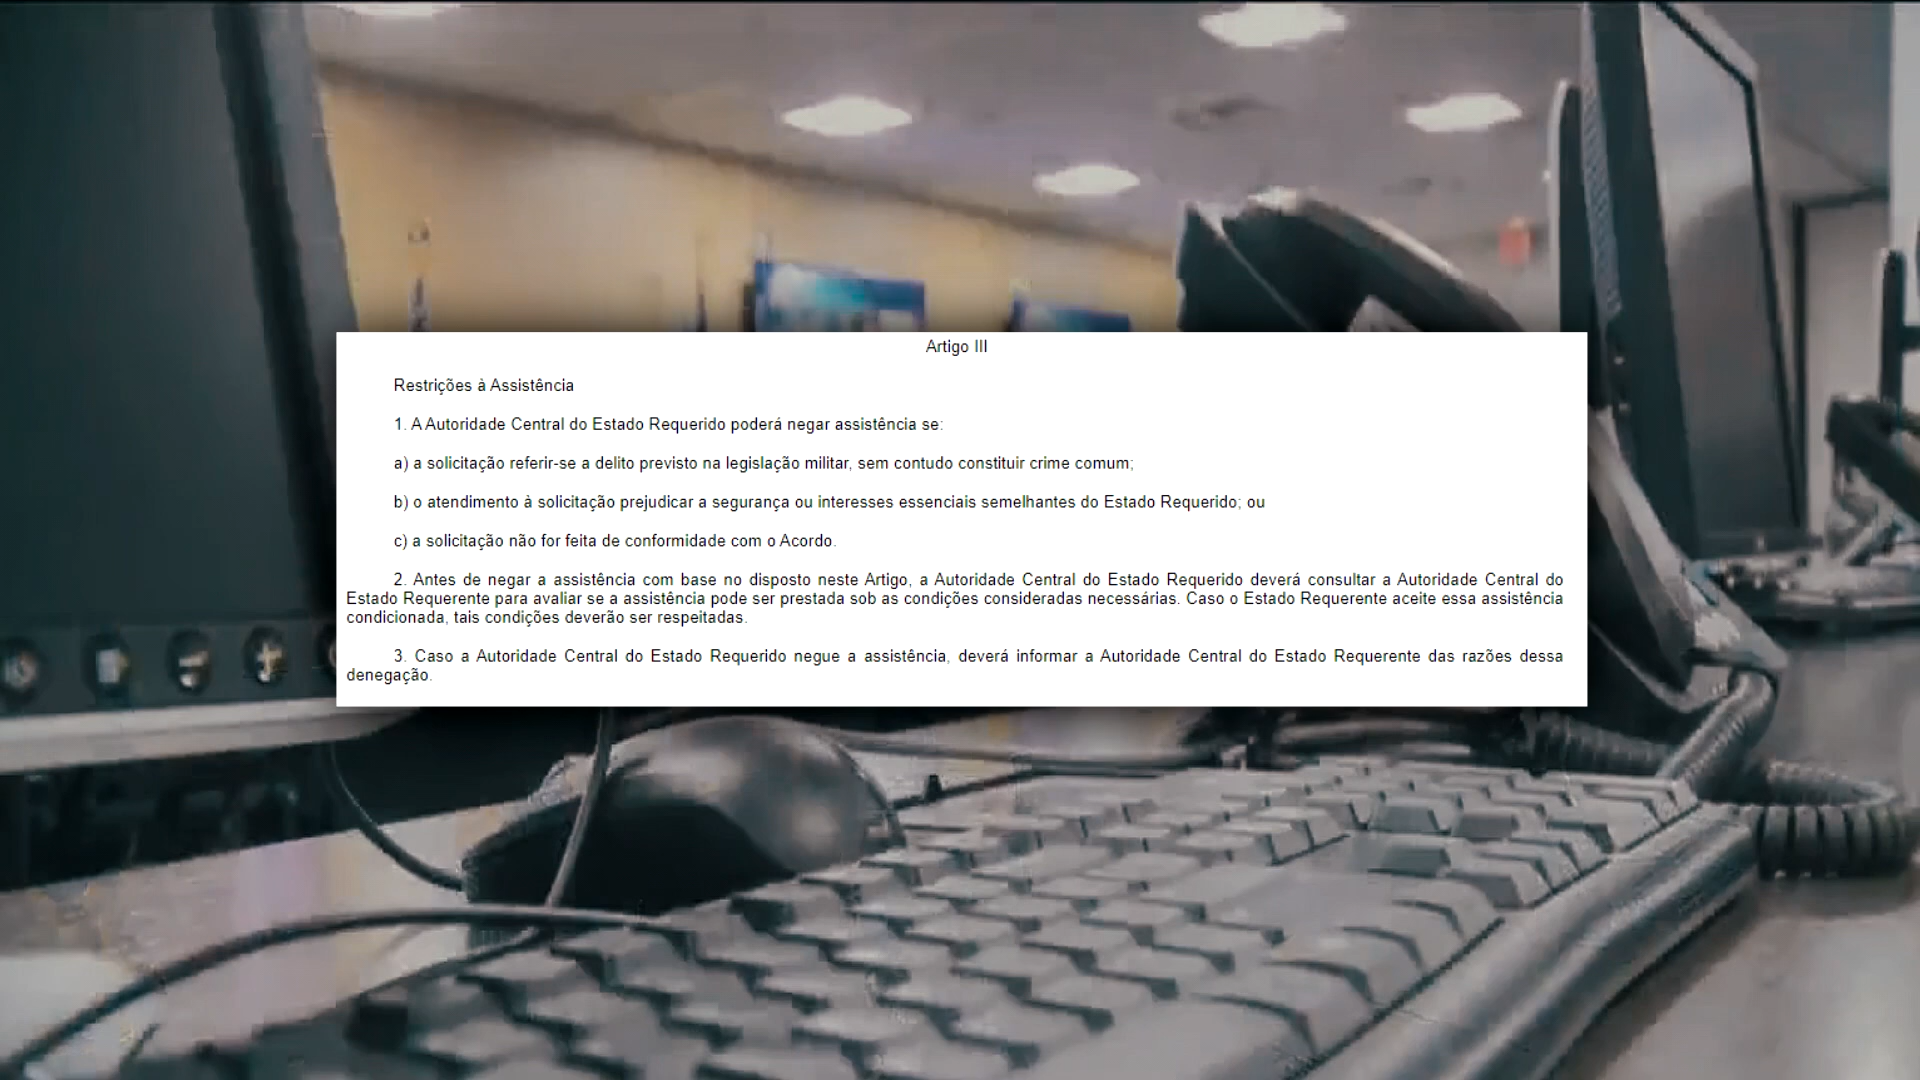 Artigo III
Restrições à Assistência
1. A Autoridade Central do Estado Requerido poderá negar assistência se:
a) a solicitação referir-se a delito previsto na legislação militar, sem contudo constituir crime comum;
b) o atendimento à solicitação prejudicar a segurança ou interesses essenciais semelhantes do Estado Requerido; ou
c) a solicitação não for feita de conformidade com o Acordo.
2. Antes de negar a assistência com base no disposto neste Artigo, a Autoridade Central do Estado Requerido deverá consultar a Autoridade Central do
Estado Requerente para avaliar se a assistência pode ser prestada sob as condições consideradas necessárias. Caso o Estado Requerente aceite essa assistência
condicionada, tais condições deverão ser respeitadas.
3. Caso a Autoridade Central do Estado Requerido negue a assistência, deverá informar a Autoridade Central do Estado Requerente das razões dessa
denegação.